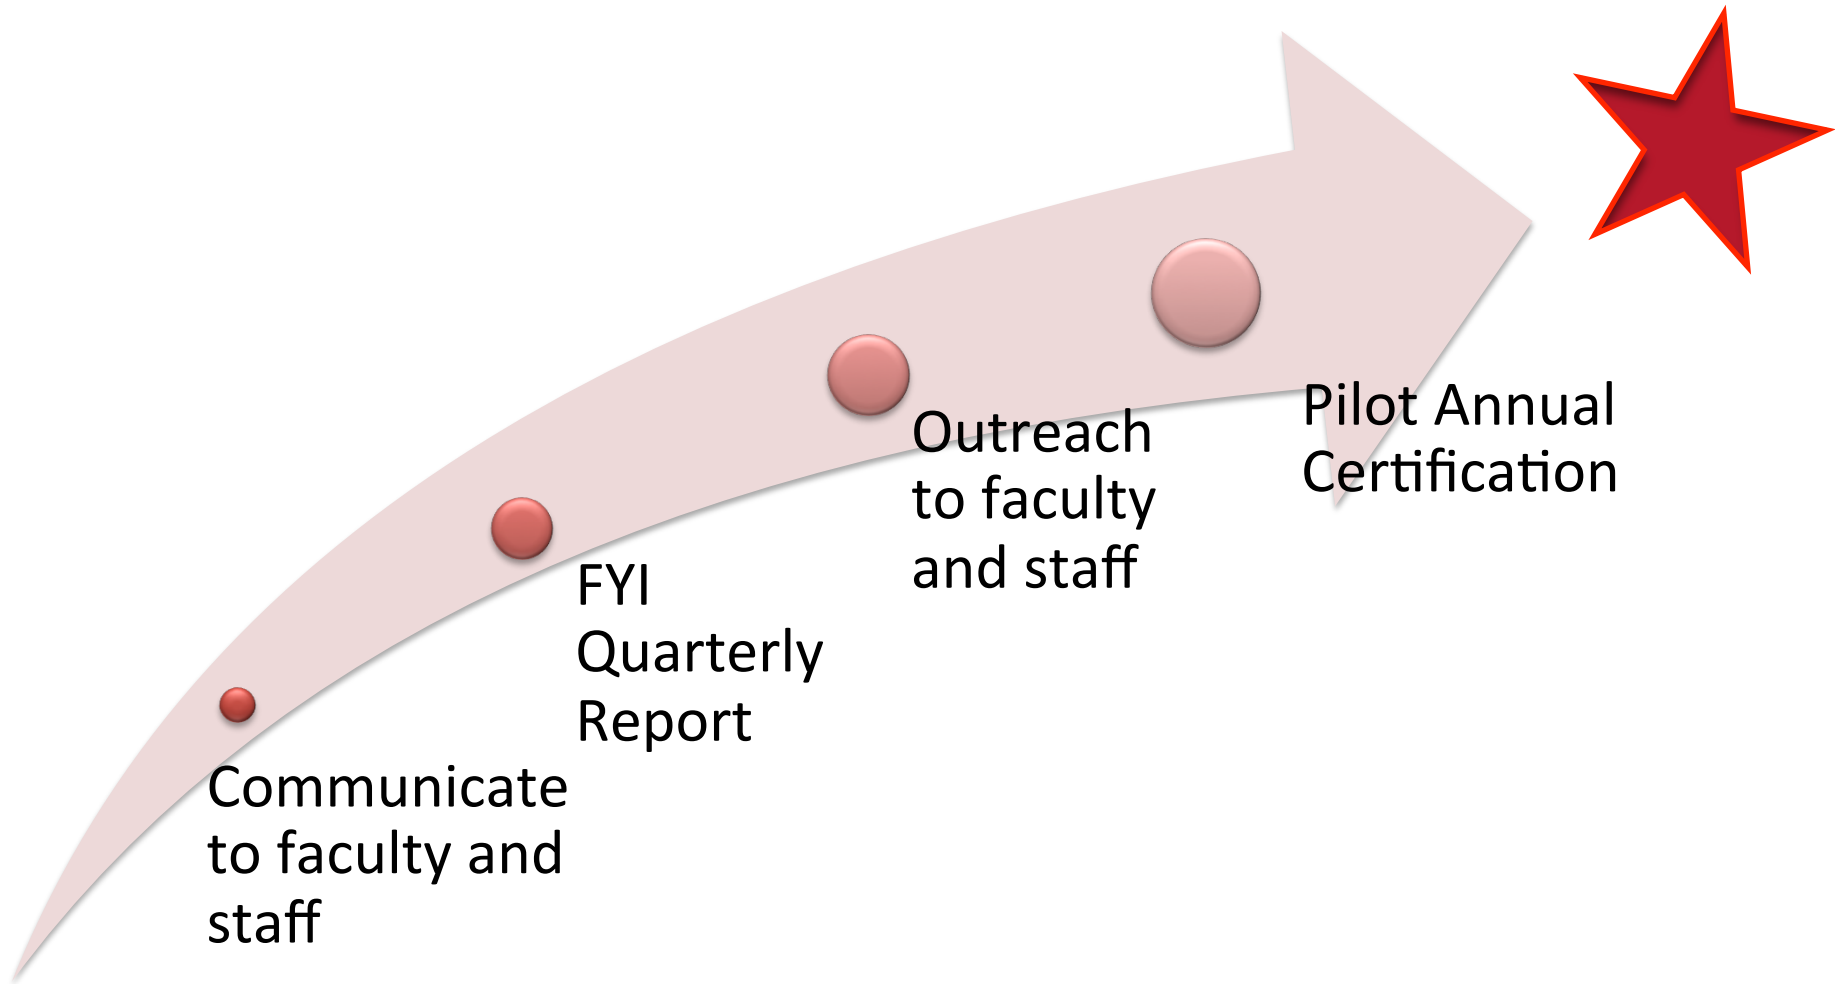 Communicate
to faculty and
staff
FYI
Quarterly
Report
Outreach
to faculty
and staff
Pilot Annual
Certification